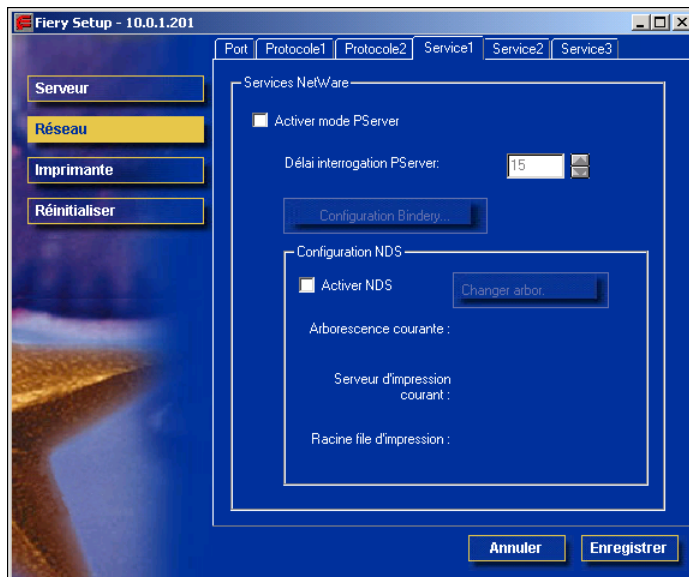 Fiery Setup - 10.0.1.201
Port Protocole1 Protocole2 Service1 Service2 Service3
Serveur
Réseau
Imprimante
Réinitialiser
Services NetWare
Activer mode PServer
Délai interrogation PServer: 15
Configuration Bindery...
Configuration NDS
Activer NDS Changer arbor.
Arborescence courante :
Serveur d'impression
courant :
Racine file d'impression :
Annuler Enregistrer